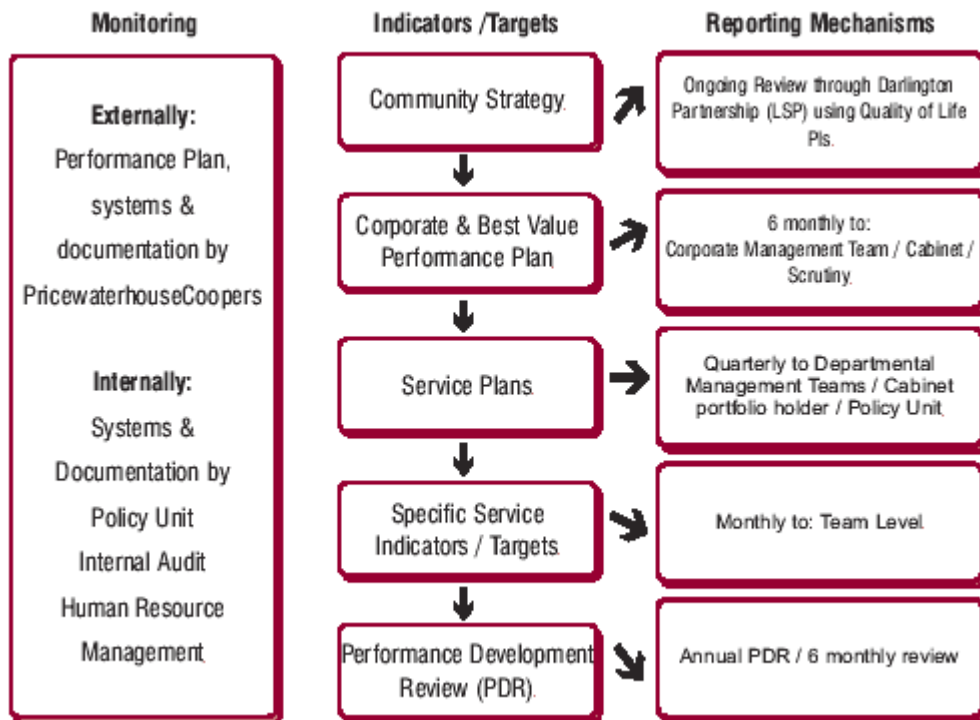 Monitoring
Indicators /Targets
Reporting Mechanisms
Externally:
Performance Plan,
systems &
documentation by
PricewaterhouseCoopers
Internally:
Systems &
Documentation by
Policy Unit
Internal Audit
Human Resource
Management
Community Strategy.
Corporate & Best Value
Performance Plan
Service Plans.
Specific Service
Indicators / Targets.
Performance Development
Review (PDR).
Ongoing Review through Darlington
Partnership (LSP) using Quality of Life
PIs.
6 monthly to:
Corporate Management Team / Cabinet /
Scrutiny.
Quarterly to Departmental
Management Teams / Cabinet
portfolio holder / Policy Unit.
Monthly to: Team Level.
Annual PDR / 6 monthly review